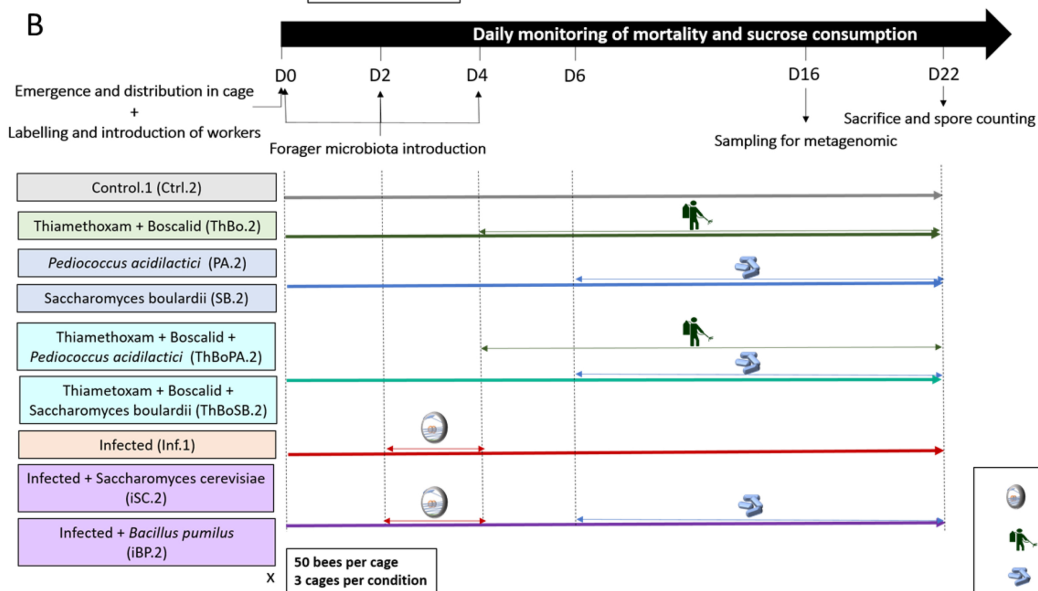 B
Daily monitoring of mortality and sucrose consumption
D0
D2
D4
D6
D16
D22
Emergence and distribution in cage
+
Labelling and introduction of workers
Forager microbiota introduction
Sampling for metagenomic
Sacrifice and spore counting
Control.1 (Ctrl.2)
Thiamethoxam + Boscalid (ThBo.2)
Pediococcus acidilactici (PA.2)
Saccharomyces boulardii (SB.2)
Thiamethoxam + Boscalid +
Pediococcus acidilactici (ThBoPA.2)
Thiametoxam + Boscalid +
Saccharomyces boulardii (ThBoSB.2)
Infected (Inf.1)
Infected + Saccharomyces cerevisiae
(iSC.2)
Infected + Bacillus pumilus
(iBP.2)
x
50 bees per cage
3 cages per condition